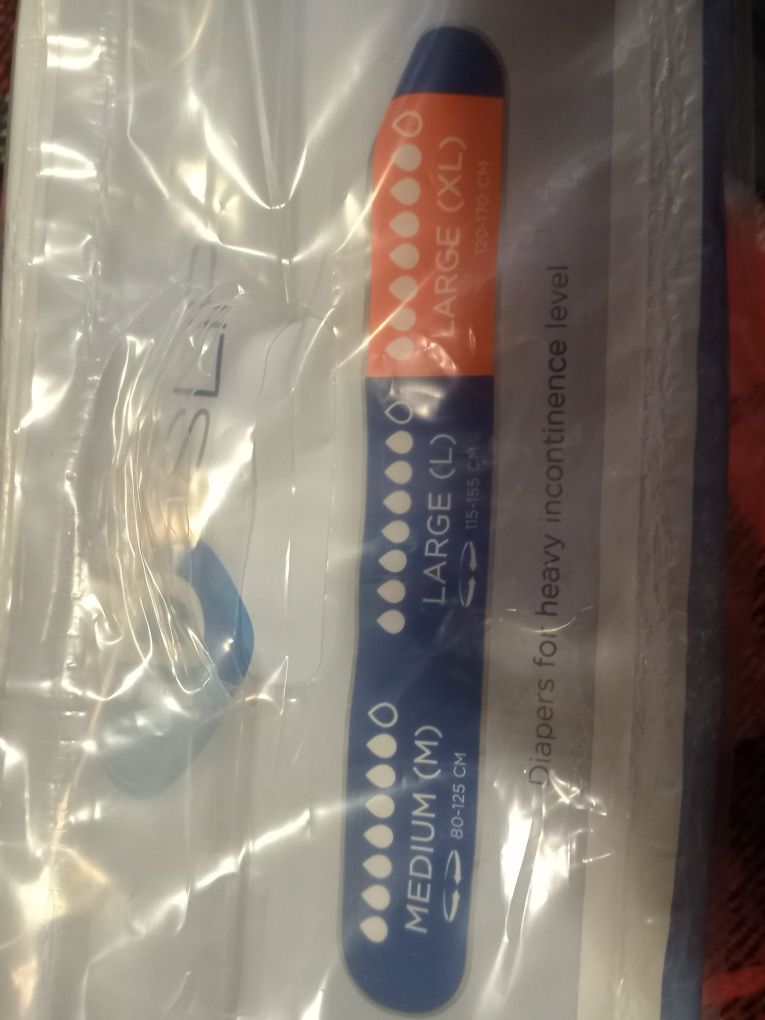 MEDIUM (M)
80-125 CM
LARGE (L)
115-155 CM
LARGE (XL)
120-170 CM
Diapers for heavy incontinence level